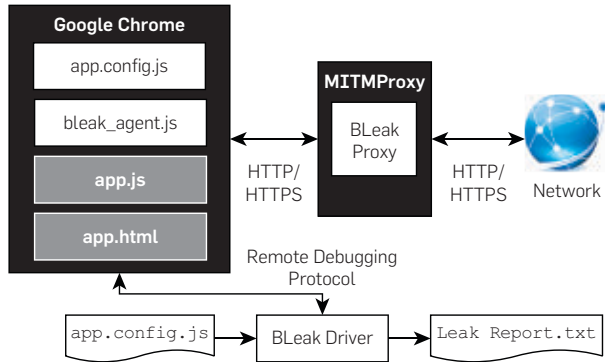 Google Chrome
app.config.js
bleak_agent.js
app.js
app.html
HTTP/
HTTPS
MITMProxy
BLeak
Proxy
HTTP/
HTTPS
Network
Remote Debugging
Protocol
app.config.js
BLeak Driver
Leak Report.txt